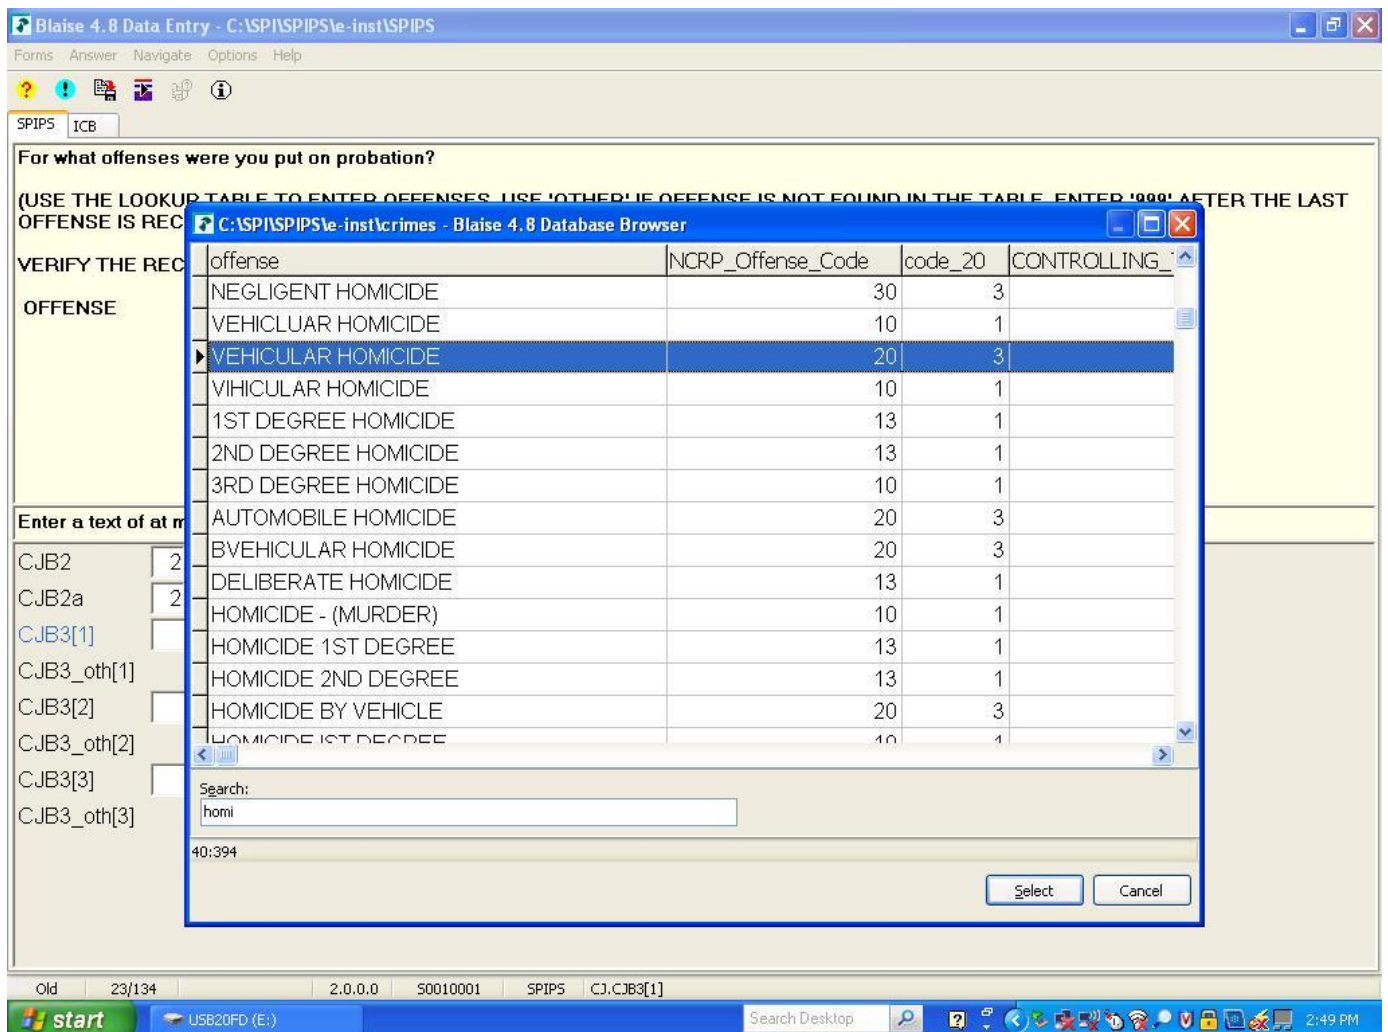 Blaise 4.8 Data Entry - C:\SPI\SPIPS\e-inst\SPIPS
Forms Answer Navigate Options Help
SPIPS ICB
For what offenses were you put on probation?
(USE THE LOOKUP TABLE TO ENTER OFFENSES. USE 'OTHER' IF OFFENSE IS NOT FOUND IN THE TABLE. ENTER '999' AFTER THE LAST
OFFENSE IS REC
C:\SPI\SPIPS\e-inst\crimes - Blaise 4.8 Database Browser
VERIFY THE REC
offense NCRP_Offense_Code code_20 CONTROLLING_
OFFENSE
NEGLIGENT HOMICIDE 30 3
VEHICLUAR HOMICIDE 10 1
VEHICULAR HOMICIDE 20 3
VIHICULAR HOMICIDE 10 1
1ST DEGREE HOMICIDE 13 1
2ND DEGREE HOMICIDE 13 1
3RD DEGREE HOMICIDE 10 1
AUTOMOBILE HOMICIDE 20 3
BVEHICULAR HOMICIDE 20 3
DELIBERATE HOMICIDE 13 1
HOMICIDE - (MURDER) 10 1
HOMICIDE 1ST DEGREE 13 1
HOMICIDE 2ND DEGREE 13 1
HOMICIDE BY VEHICLE 20 3
HOMICIDE IST DEGREE 10 1
Enter a text of at m
CJB2 2
CJB2a 2
CJB3[1]
CJB3_oth[1]
CJB3[2]
CJB3_oth[2]
CJB3[3]
CJB3_oth[3]
Search:
homi
40:394
Select Cancel
Old 23/134 2.0.0.0 S0010001 SPIPS CJ.CJB3[1]
start USB20FD (E:) Search Desktop 2:49 PM